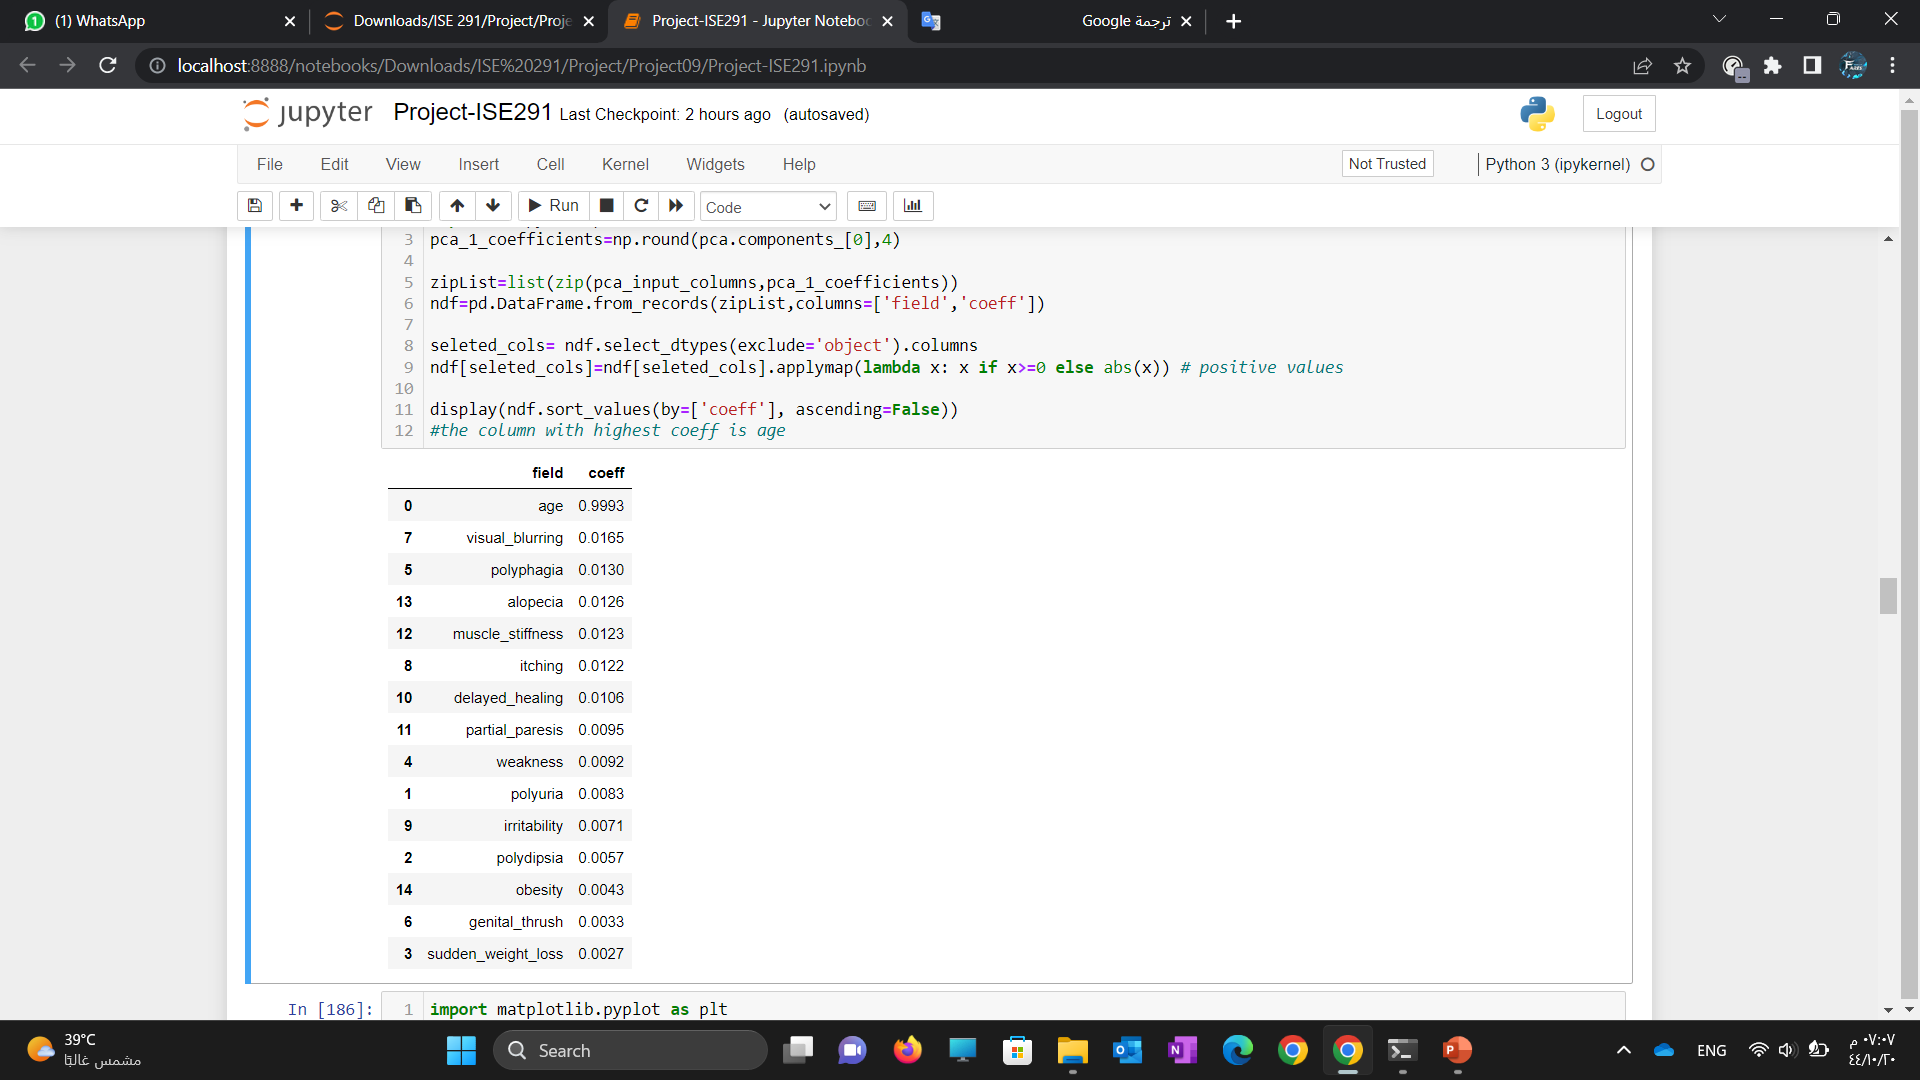 (1) WhatsApp
Downloads/ISE 291/Project/Proje
Project-ISE291 - Jupyter Noteboo
ترجمة Google
localhost:8888/notebooks/Downloads/ISE%20291/Project/Project09/Project-ISE291.ipynb
jupyter Project-ISE291 Last Checkpoint: 2 hours ago (autosaved)
Logout
File Edit View Insert Cell Kernel Widgets Help
Not Trusted
Python 3 (ipykernel)
Run
Code
3 pca_1_coefficients=np.round(pca.components_[0],4)
4
5 zipList=list(zip(pca_input_columns,pca_1_coefficients))
6 ndf=pd.DataFrame.from_records(zipList,columns=['field','coeff'])
7
8 seleted_cols= ndf.select_dtypes(exclude='object').columns
9 ndf[seleted_cols]=ndf[seleted_cols].applymap(lambda x: x if x>=0 else abs(x)) # positive values
10
11 display(ndf.sort_values(by=['coeff'], ascending=False))
12 #the column with highest coeff is age
field coeff
0 age 0.9993
7 visual_blurring 0.0165
5 polyphagia 0.0130
13 alopecia 0.0126
12 muscle_stiffness 0.0123
8 itching 0.0122
10 delayed_healing 0.0106
11 partial_paresis 0.0095
4 weakness 0.0092
1 polyuria 0.0083
9 irritability 0.0071
2 polydipsia 0.0057
14 obesity 0.0043
6 genital_thrush 0.0033
3 sudden_weight_loss 0.0027
In [186]: 1 import matplotlib.pyplot as plt
39°C
مشمس غالبًا
Search
ENG
٠٧:٠٧ م
٤٤/١٠/٢٠